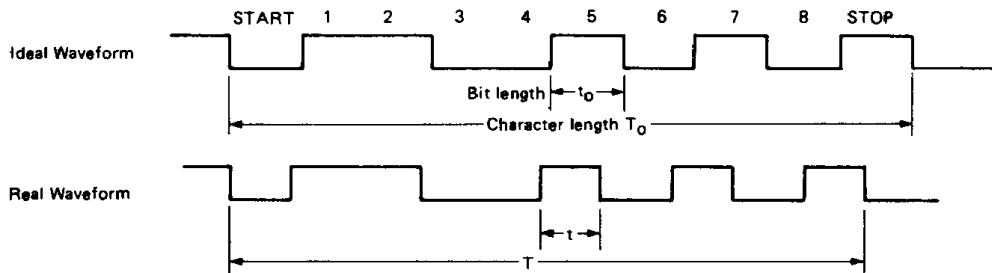 START 1 2 3 4 5 6 7 8 STOP
Ideal Waveform
Bit length t₀
Character length T₀
Real Waveform
t
T